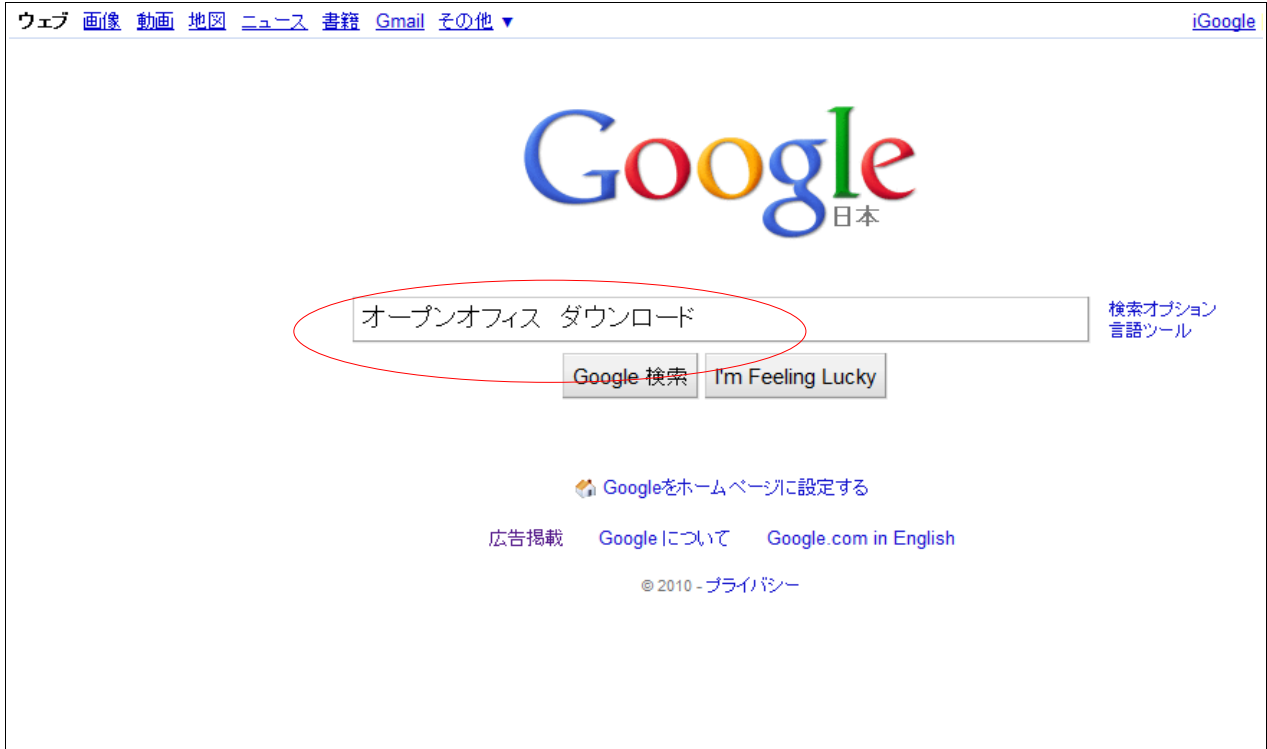 ウェブ 画像 動画 地図 ニュース 書籍 Gmail その他 ▼ iGoogle
Google
日本
オープンオフィス ダウンロード
検索オプション
言語ツール
Google 検索 I'm Feeling Lucky
Googleをホームページに設定する
広告掲載 Google について Google.com in English
© 2010 - プライバシー